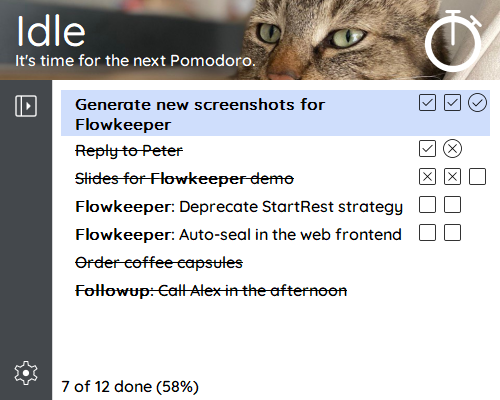 Idle
It's time for the next Pomodoro.
Generate new screenshots for
Flowkeeper
Reply to Peter
Slides for Flowkeeper demo
Flowkeeper: Deprecate StartRest strategy
Flowkeeper: Auto-seal in the web frontend
Order coffee capsules
Followup: Call Alex in the afternoon
7 of 12 done (58%)